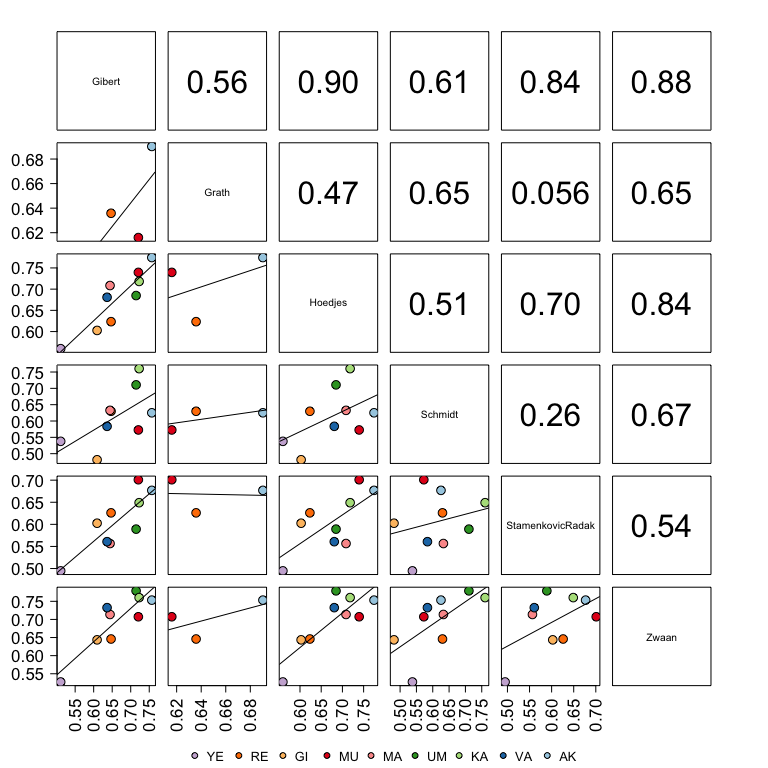 Gibert 0.56 0.90 0.61 0.84 0.88
0.68 0.66 0.64 0.62 Grath 0.47 0.65 0.056 0.65
0.75 0.70 0.65 0.60 Hoedjes 0.51 0.70 0.84
0.75 0.70 0.65 0.60 0.55 0.50 Schmidt 0.26 0.67
0.70 0.65 0.60 0.55 0.50 StamenkovicRadak 0.54
0.75 0.70 0.65 0.60 0.55 Zwaan
0.55 0.60 0.65 0.70 0.75 0.62 0.64 0.66 0.68 0.60 0.65 0.70 0.75 0.50 0.55 0.60 0.65 0.70 0.75 0.50 0.55 0.60 0.65 0.70
YE RE GI MU MA UM KA VA AK